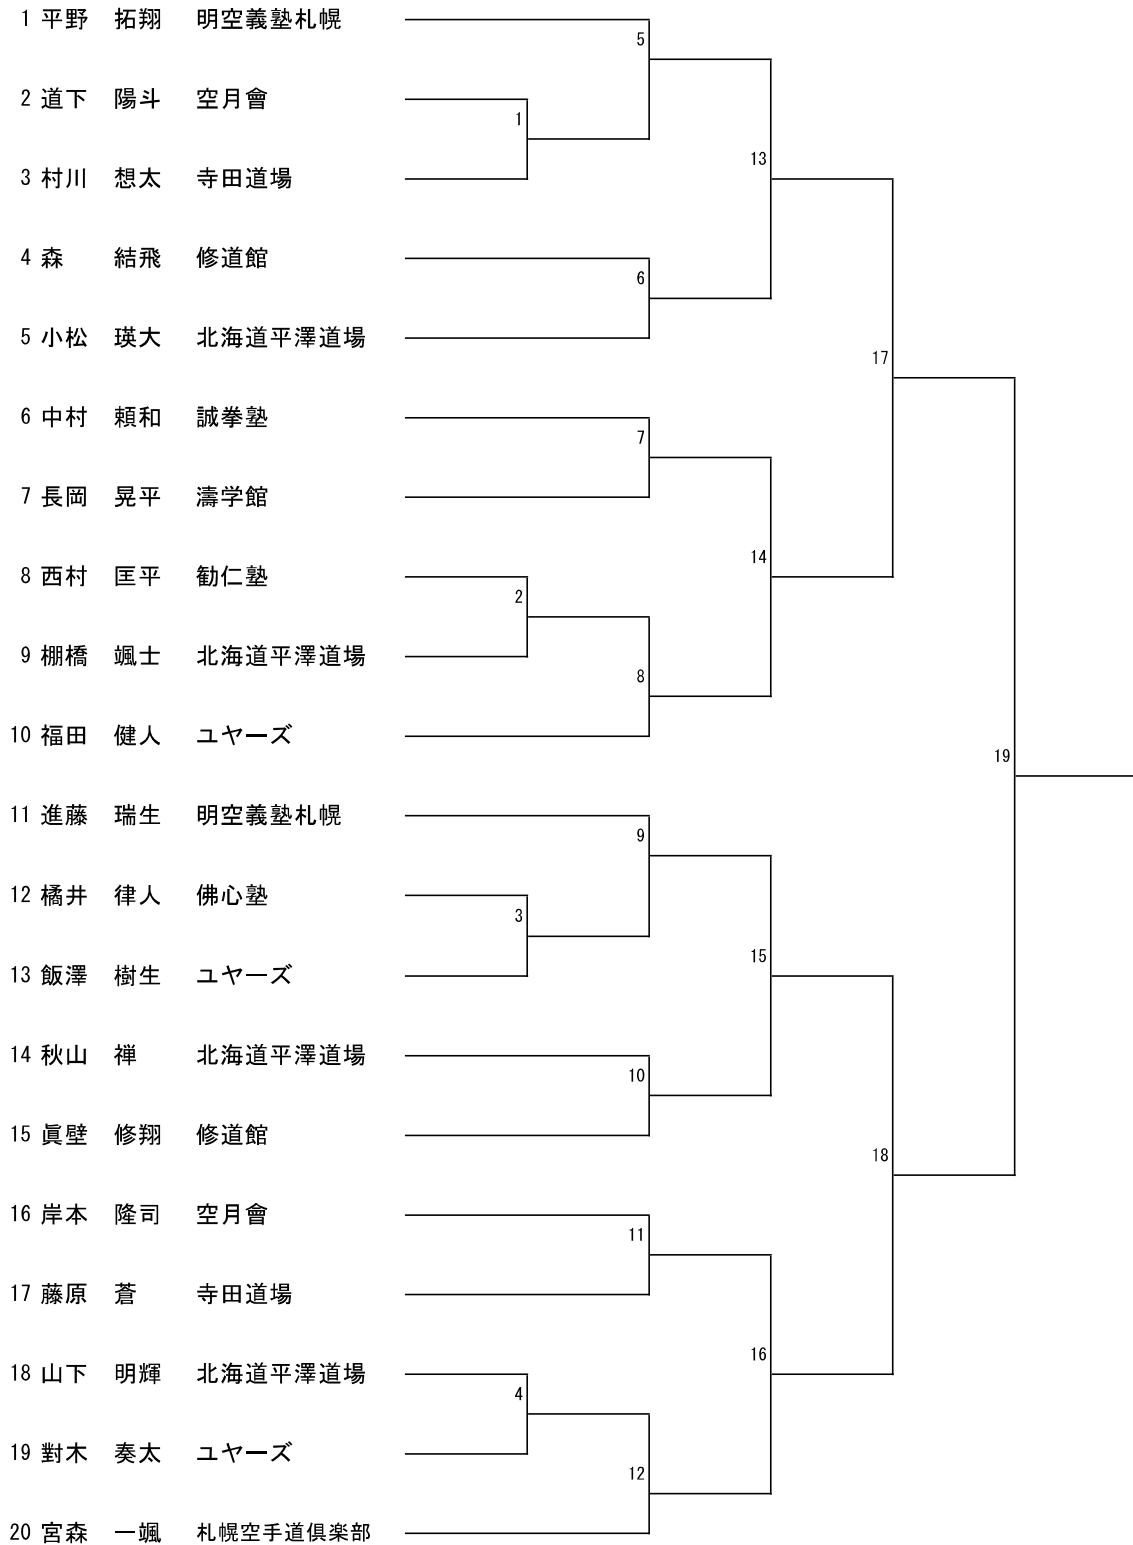 1 平野 拓翔 明空義塾札幌
5
2 道下 陽斗 空月會
1
13
3 村川 想太 寺田道場
4 森 結飛 修道館
6
5 小松 瑛大 北海道平澤道場
17
6 中村 頼和 誠拳塾
7
7 長岡 晃平 濤学館
14
8 西村 匡平 勧仁塾
2
9 棚橋 颯士 北海道平澤道場
8
10 福田 健人 ユヤーズ
19
11 進藤 瑞生 明空義塾札幌
9
12 橘井 律人 佛心塾
3
15
13 飯澤 樹生 ユヤーズ
14 秋山 禅 北海道平澤道場
10
15 眞壁 修翔 修道館
18
16 岸本 隆司 空月會
11
17 藤原 蒼 寺田道場
16
18 山下 明輝 北海道平澤道場
4
19 對木 奏太 ユヤーズ
12
20 宮森 一颯 札幌空手道倶楽部